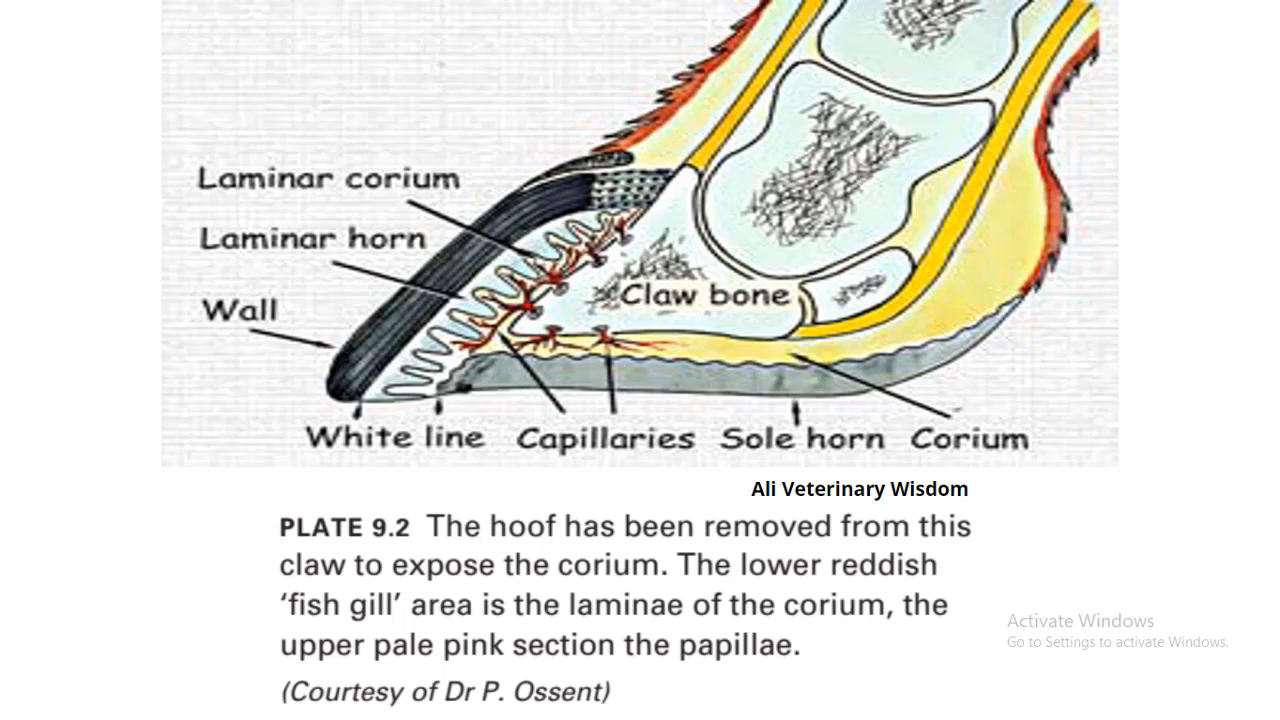 Laminar corium
Laminar horn
Wall
Claw bone
White line
Capillaries
Sole horn
Corium
Ali Veterinary Wisdom
PLATE 9.2 The hoof has been removed from this
claw to expose the corium. The lower reddish
‘fish gill’ area is the laminae of the corium, the
upper pale pink section the papillae.
(Courtesy of Dr P. Ossent)
Activate Windows
Go to Settings to activate Windows.